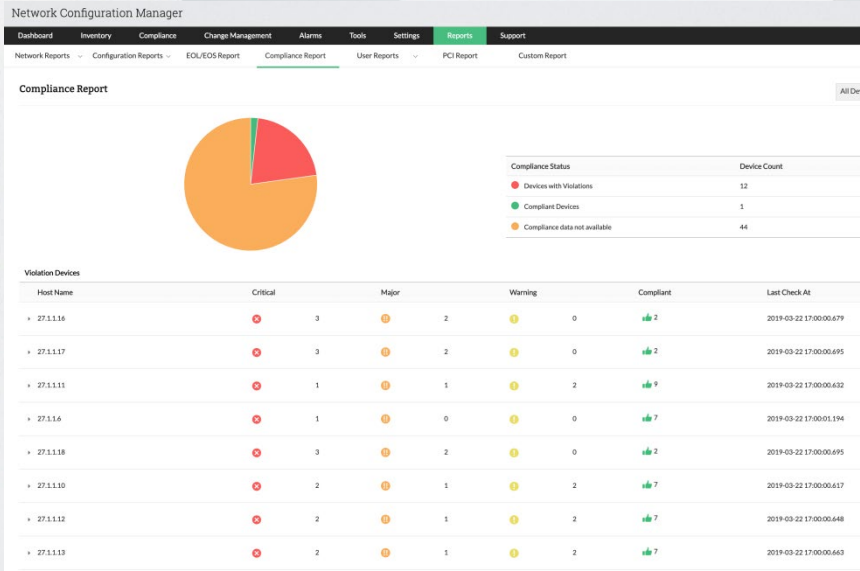 Network Configuration Manager
Dashboard Inventory Compliance Change Management Alarms Tools Settings Reports Support
Network Reports Configuration Reports EOL/EOS Report Compliance Report User Reports PCI Report Custom Report
Compliance Report
All De
Compliance Status Device Count
Devices with Violations 12
Compliant Devices 1
Compliance data not available 44
Violation Devices
Host Name Critical Major Warning Compliant Last Check At
27.1.1.16 3 2 0 2 2019-03-22 17:00:00.679
27.1.1.17 3 2 0 2 2019-03-22 17:00:00.695
27.1.1.11 1 1 2 9 2019-03-22 17:00:00.632
27.1.1.6 1 0 0 7 2019-03-22 17:00:01.194
27.1.1.18 3 2 0 2 2019-03-22 17:00:00.695
27.1.1.10 2 1 2 7 2019-03-22 17:00:00.617
27.1.1.12 2 1 2 7 2019-03-22 17:00:00.648
27.1.1.13 2 1 2 7 2019-03-22 17:00:00.663